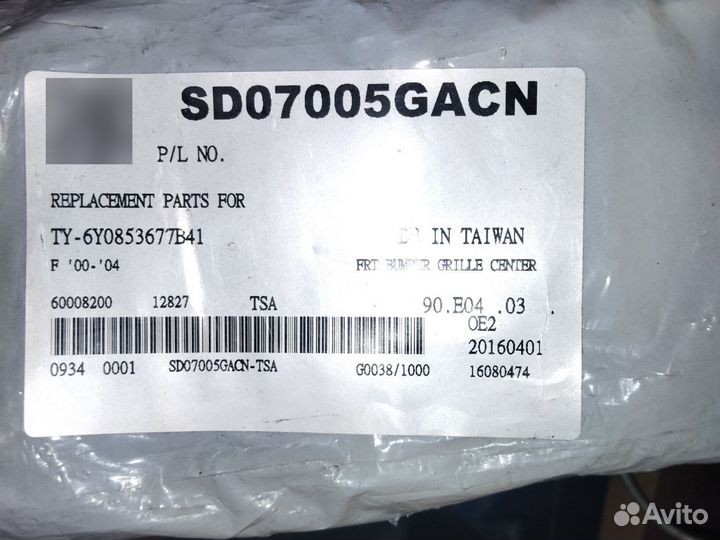 SD07005GACN
P/L NO.
REPLACEMENT PARTS FOR
TY-6Y0853677B41
IN TAIWAN
F '00-'04
FRT BUMPER GRILLE CENTER
60008200 12827 TSA 90.E04 .03 .
OE2
20160401
0934 0001 SD07005GACN-TSA G0038/1000 16080474
Avito